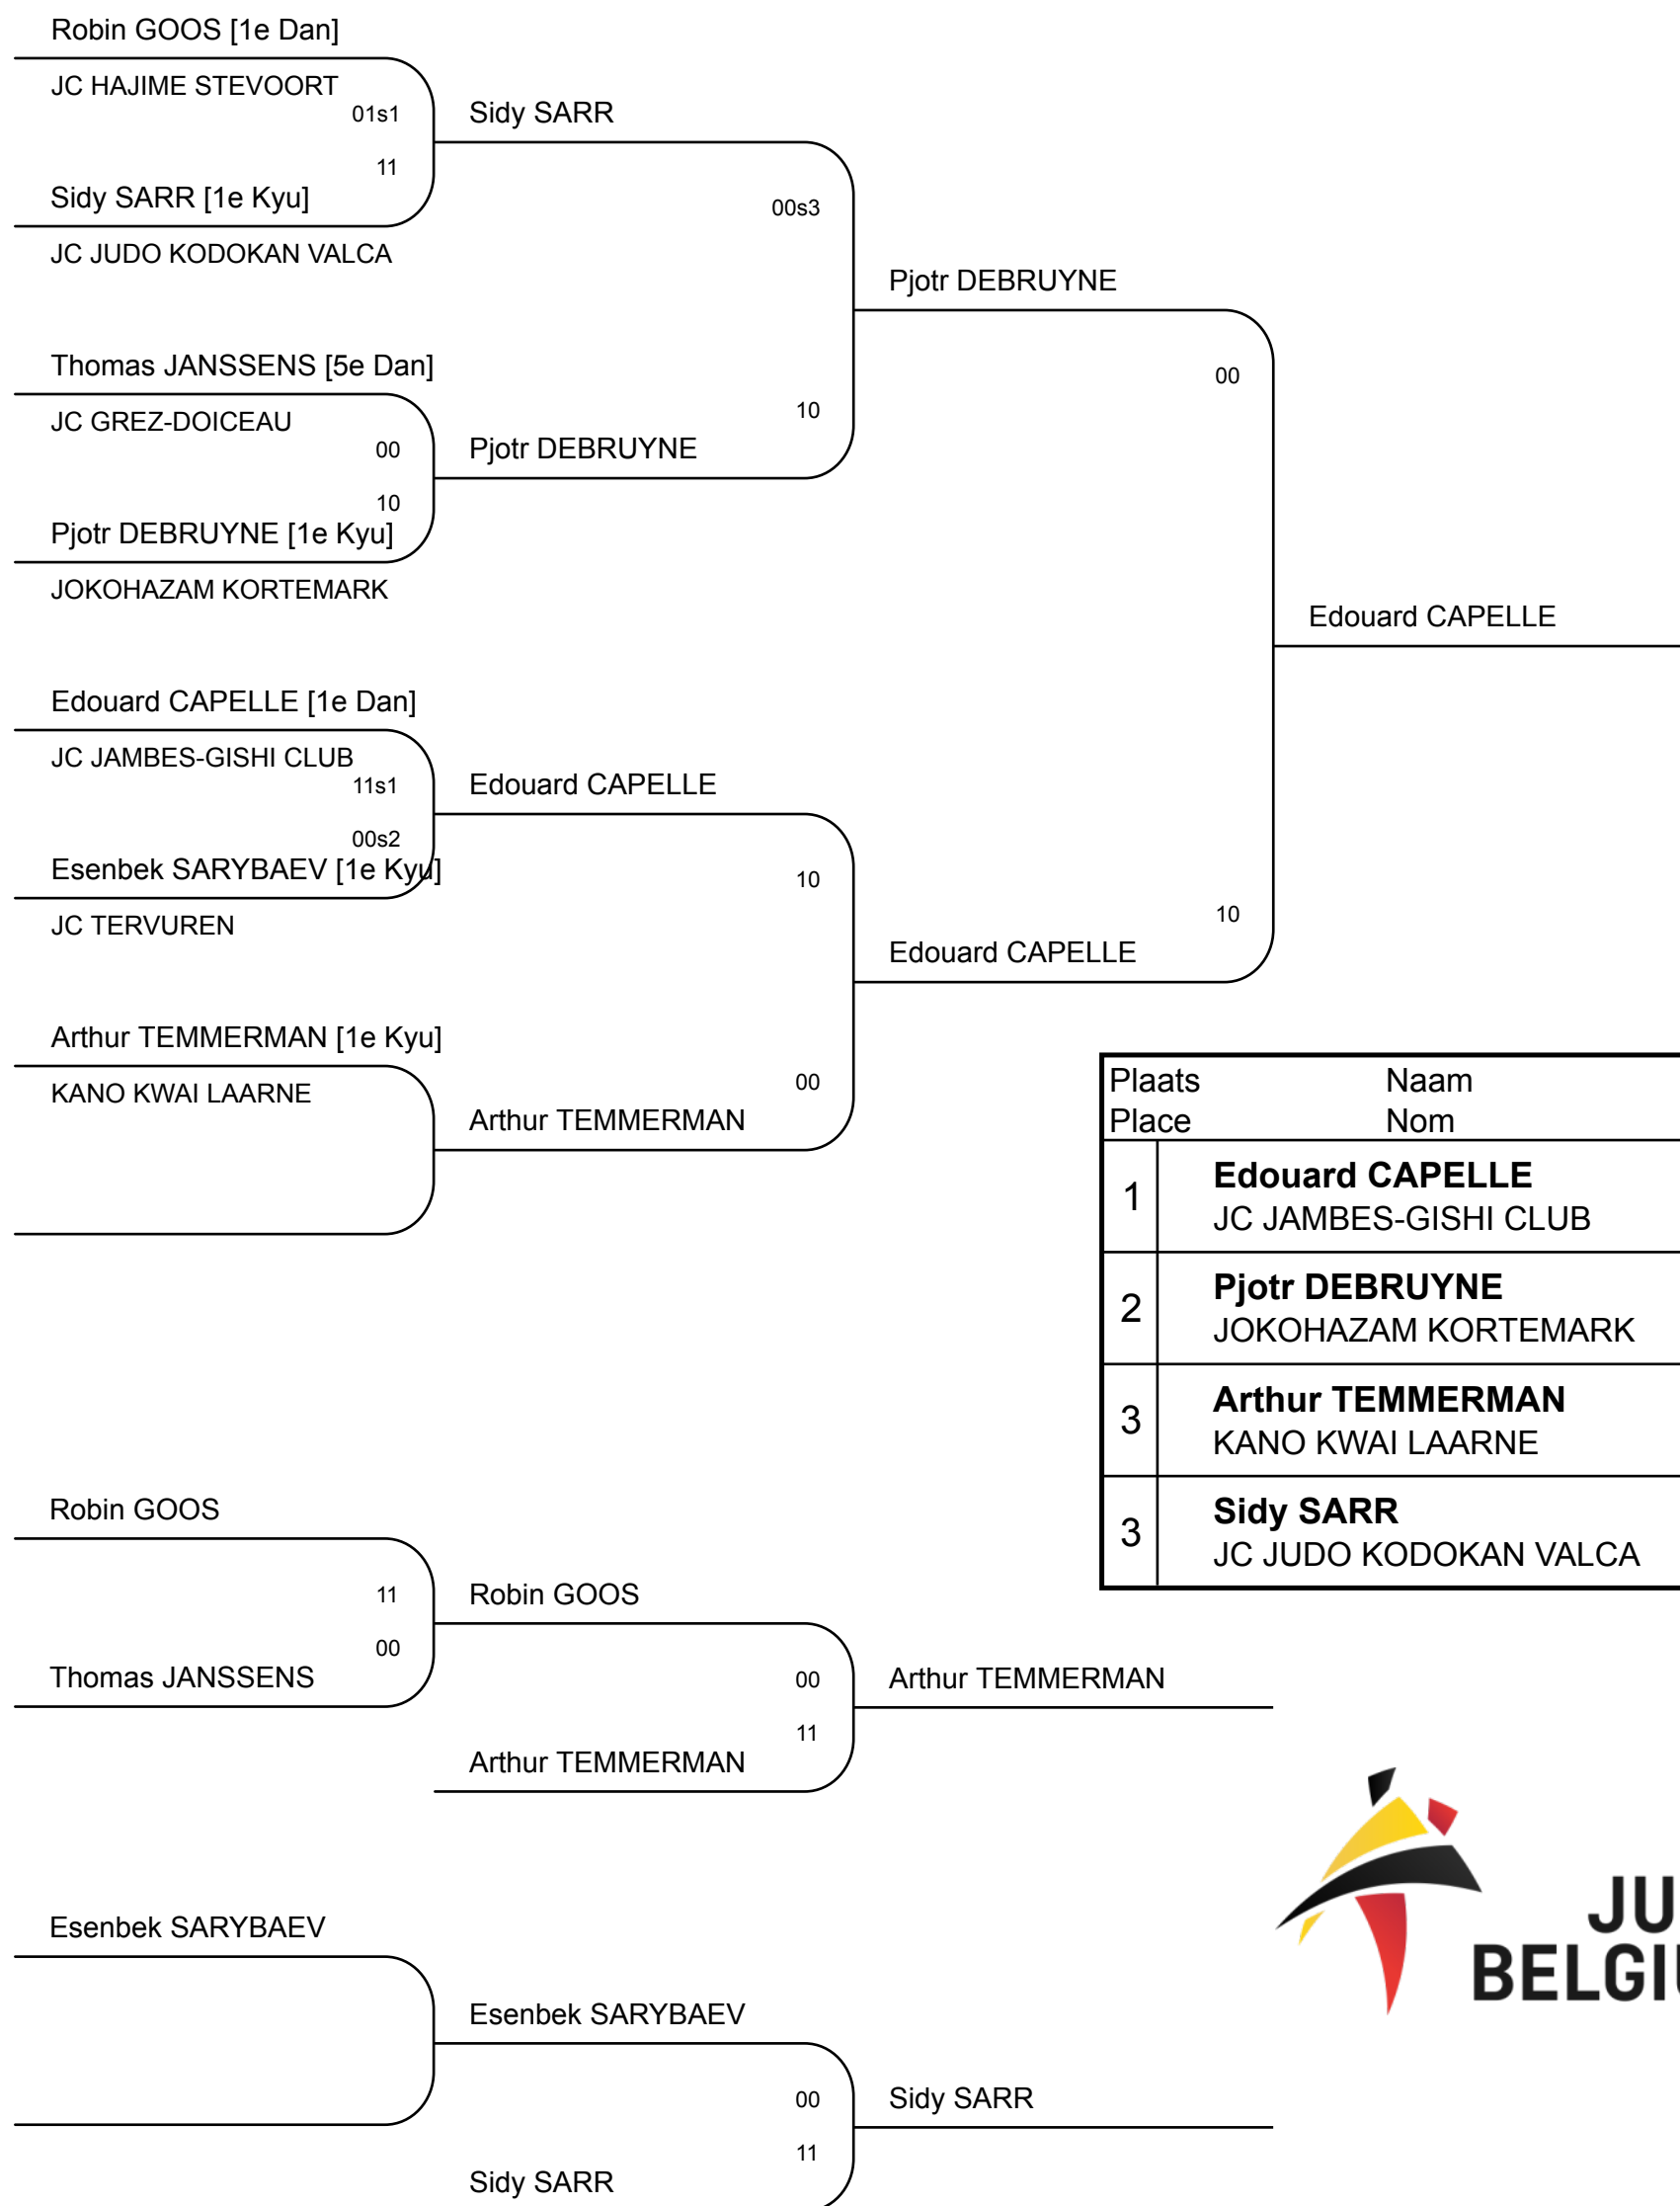 Robin GOOS [1e Dan]
JC HAJIME STEVOORT
01s1
11
Sidy SARR [1e Kyu]
JC JUDO KODOKAN VALCA
Sidy SARR
00s3
10
Thomas JANSSENS [5e Dan]
JC GREZ-DOICEAU
00
10
Pjotr DEBRUYNE [1e Kyu]
JOKOHAZAM KORTEMARK
Pjotr DEBRUYNE
Pjotr DEBRUYNE
00
10
Edouard CAPELLE
Edouard CAPELLE [1e Dan]
JC JAMBES-GISHI CLUB
11s1
00s2
Esenbek SARYBAEV [1e Kyu]
JC TERVUREN
Edouard CAPELLE
10
00
Edouard CAPELLE
Arthur TEMMERMAN [1e Kyu]
KANO KWAI LAARNE
Arthur TEMMERMAN
Plaats Naam
Place Nom
1 Edouard CAPELLE
JC JAMBES-GISHI CLUB
2 Pjotr DEBRUYNE
JOKOHAZAM KORTEMARK
3 Arthur TEMMERMAN
KANO KWAI LAARNE
3 Sidy SARR
JC JUDO KODOKAN VALCA
Robin GOOS
11
00
Thomas JANSSENS
Robin GOOS
00
11
Arthur TEMMERMAN
Arthur TEMMERMAN
Esenbek SARYBAEV
Esenbek SARYBAEV
00
11
Sidy SARR
Sidy SARR
JU
BELGIU